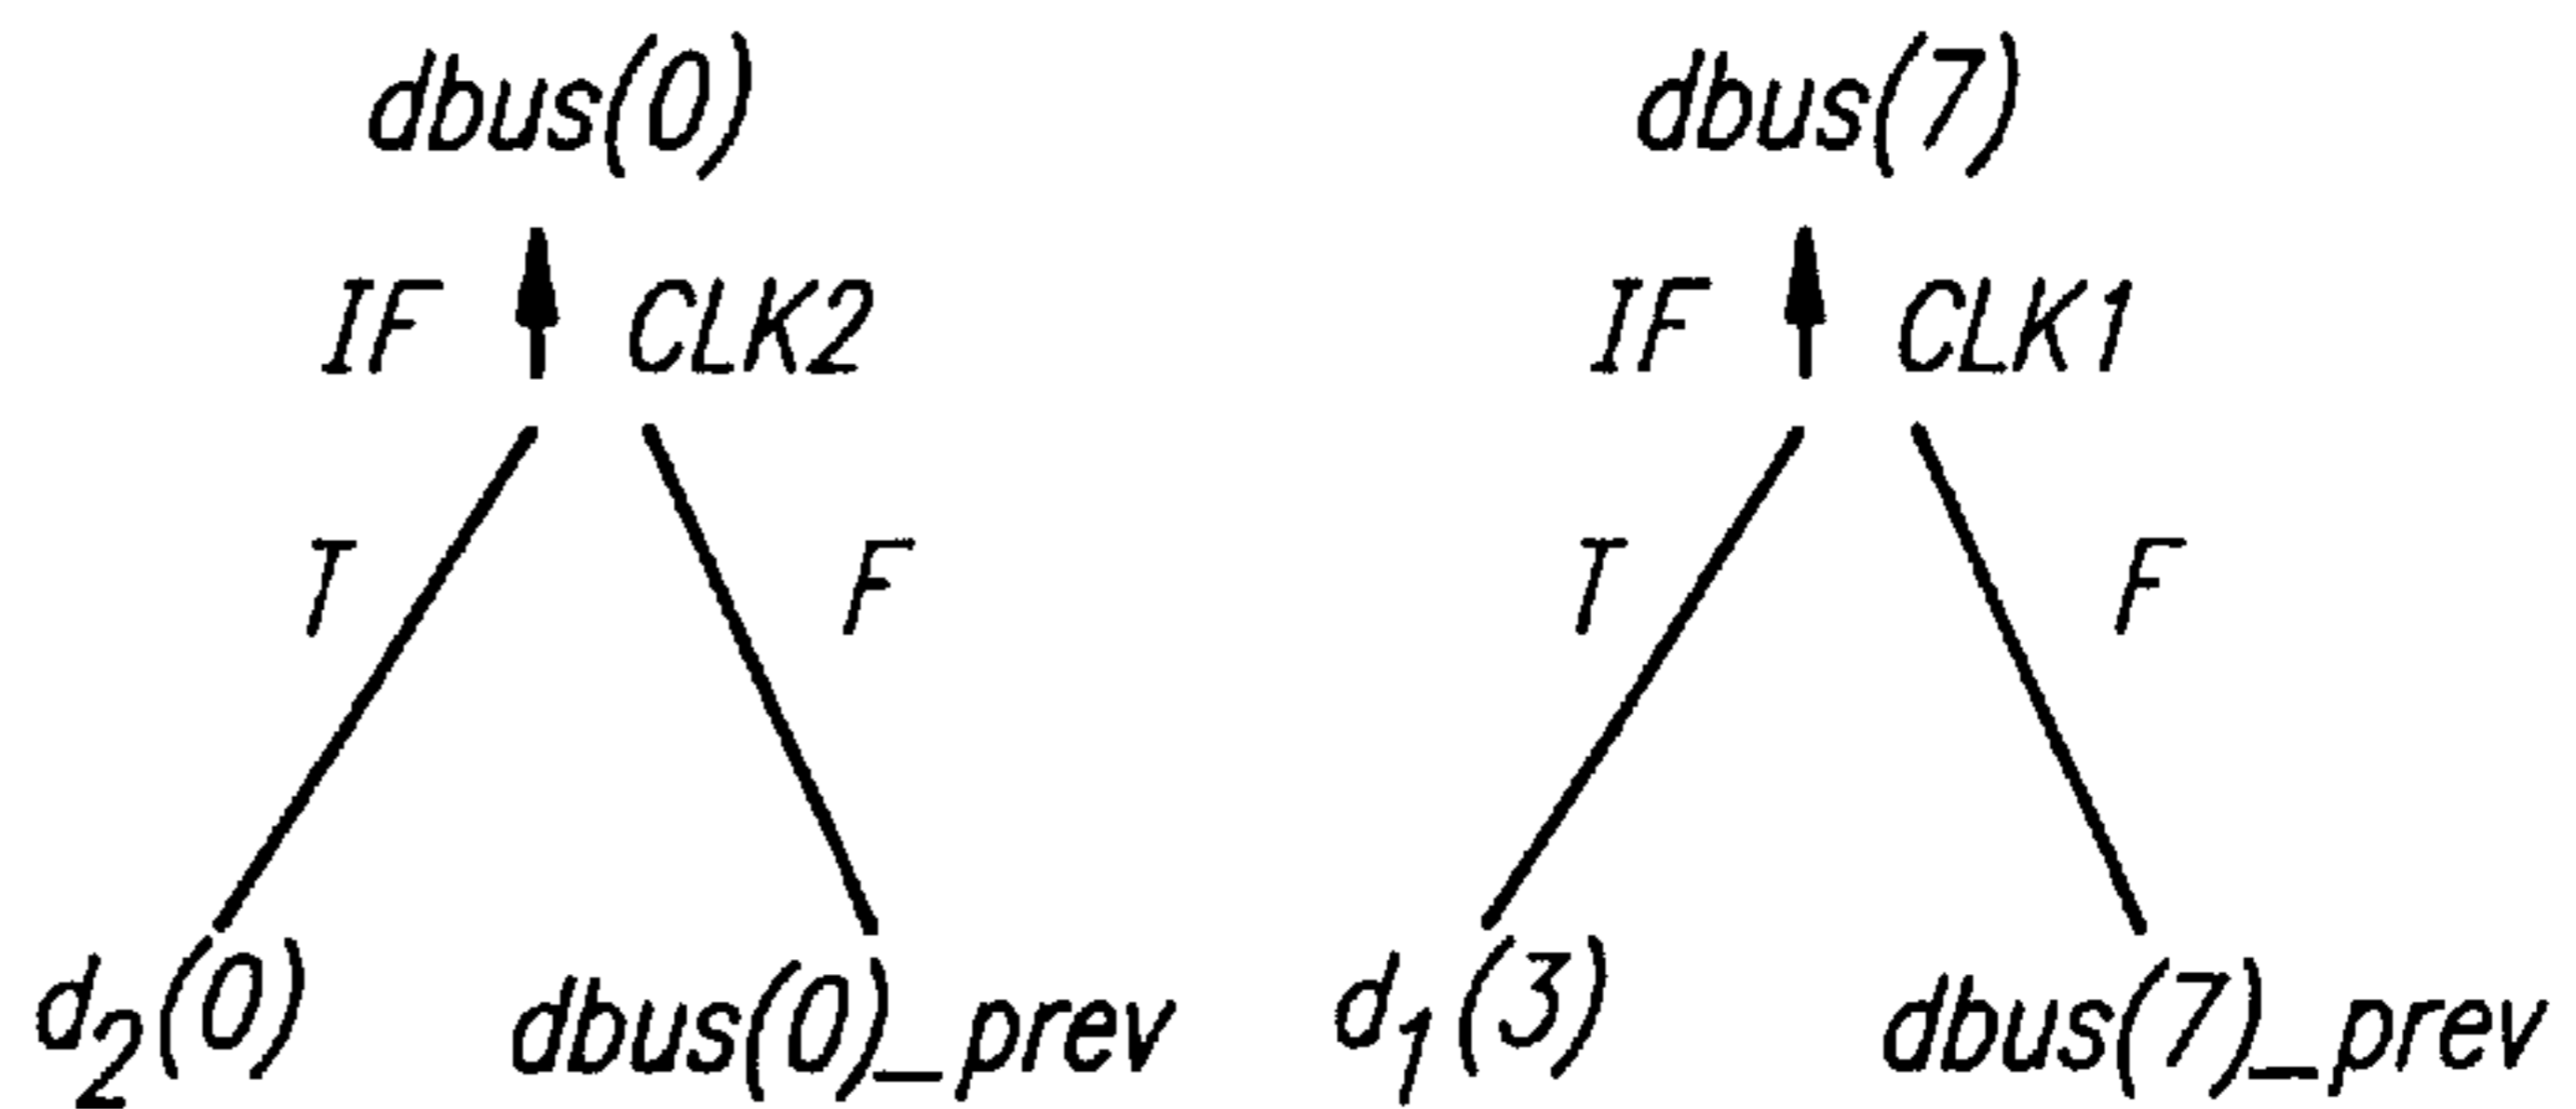 dbus(0) dbus(7)
IF CLK2 IF CLK1
T F T F
d2(0) dbus(0)_prev d1(3) dbus(7)_prev